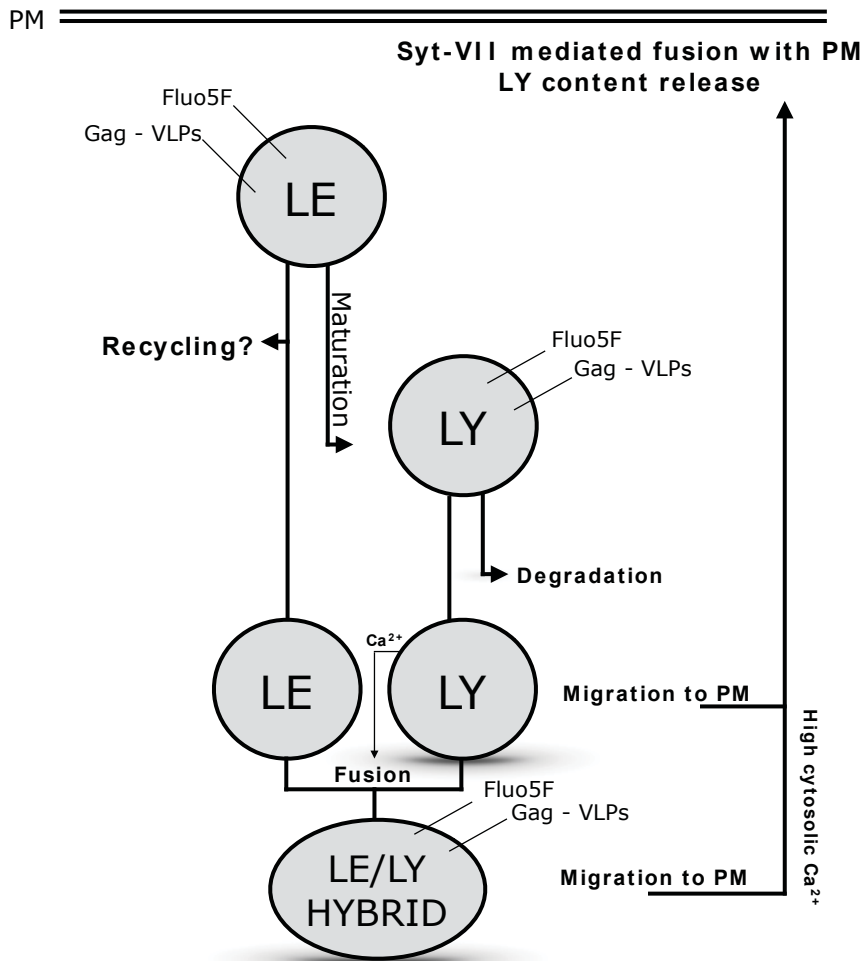 PM
Syt-VII mediated fusion with PM
LY content release
Fluo5F
Gag - VLPs
LE
Maturation
Recycling?
Fluo5F
Gag - VLPs
LY
Degradation
Ca²⁺
LE
LY
Migration to PM
High cytosolic Ca²⁺
Fusion
Fluo5F
Gag - VLPs
LE/LY
HYBRID
Migration to PM